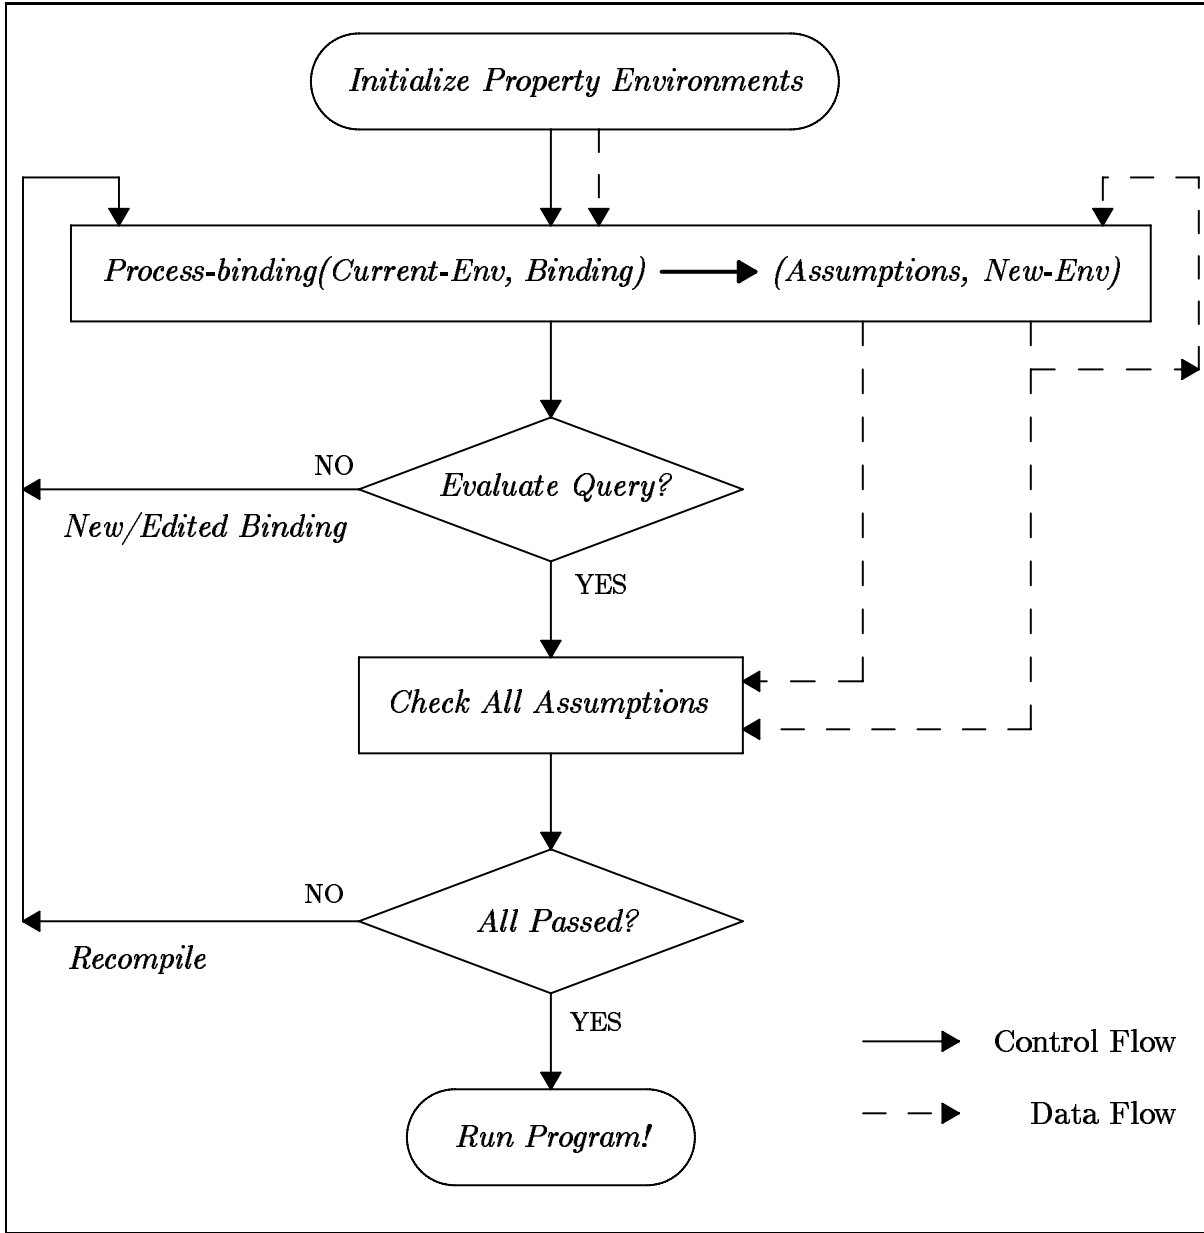 Initialize Property Environments
Process-binding(Current-Env, Binding) (Assumptions, New-Env)
NO
Evaluate Query?
New/Edited Binding
YES
Check All Assumptions
NO
All Passed?
Recompile
YES
Control Flow
Data Flow
Run Program!